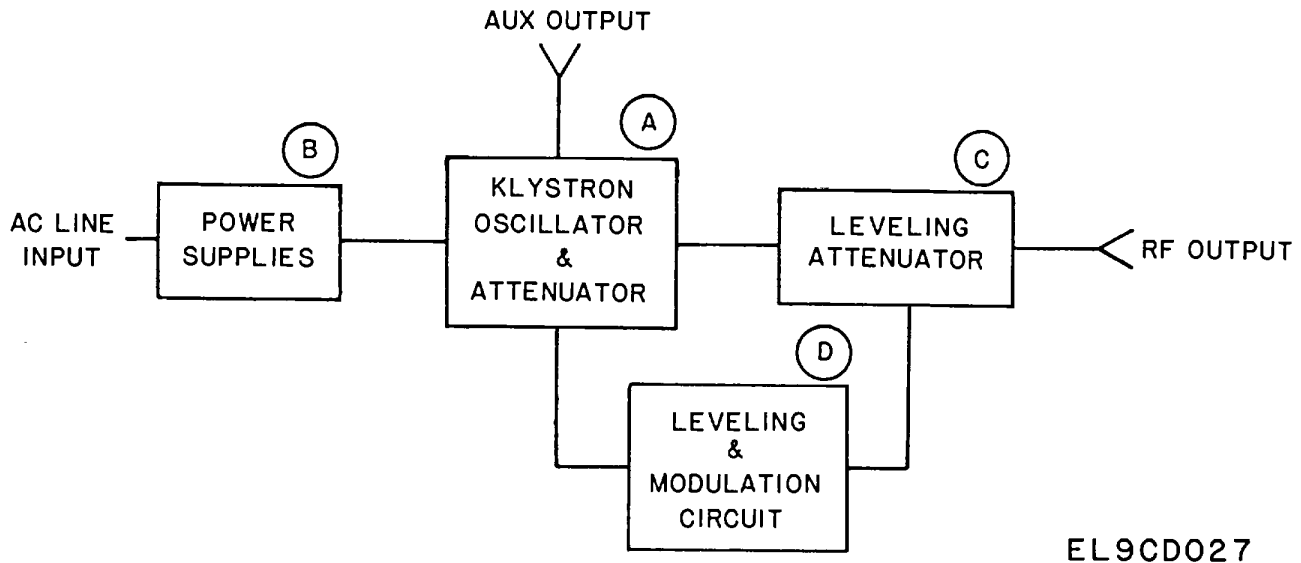 AUX OUTPUT
A
B
C
KLYSTRON
OSCILLATOR
&
ATTENUATOR
AC LINE
INPUT
POWER
SUPPLIES
LEVELING
ATTENUATOR
RF OUTPUT
D
LEVELING
&
MODULATION
CIRCUIT
EL9CD027